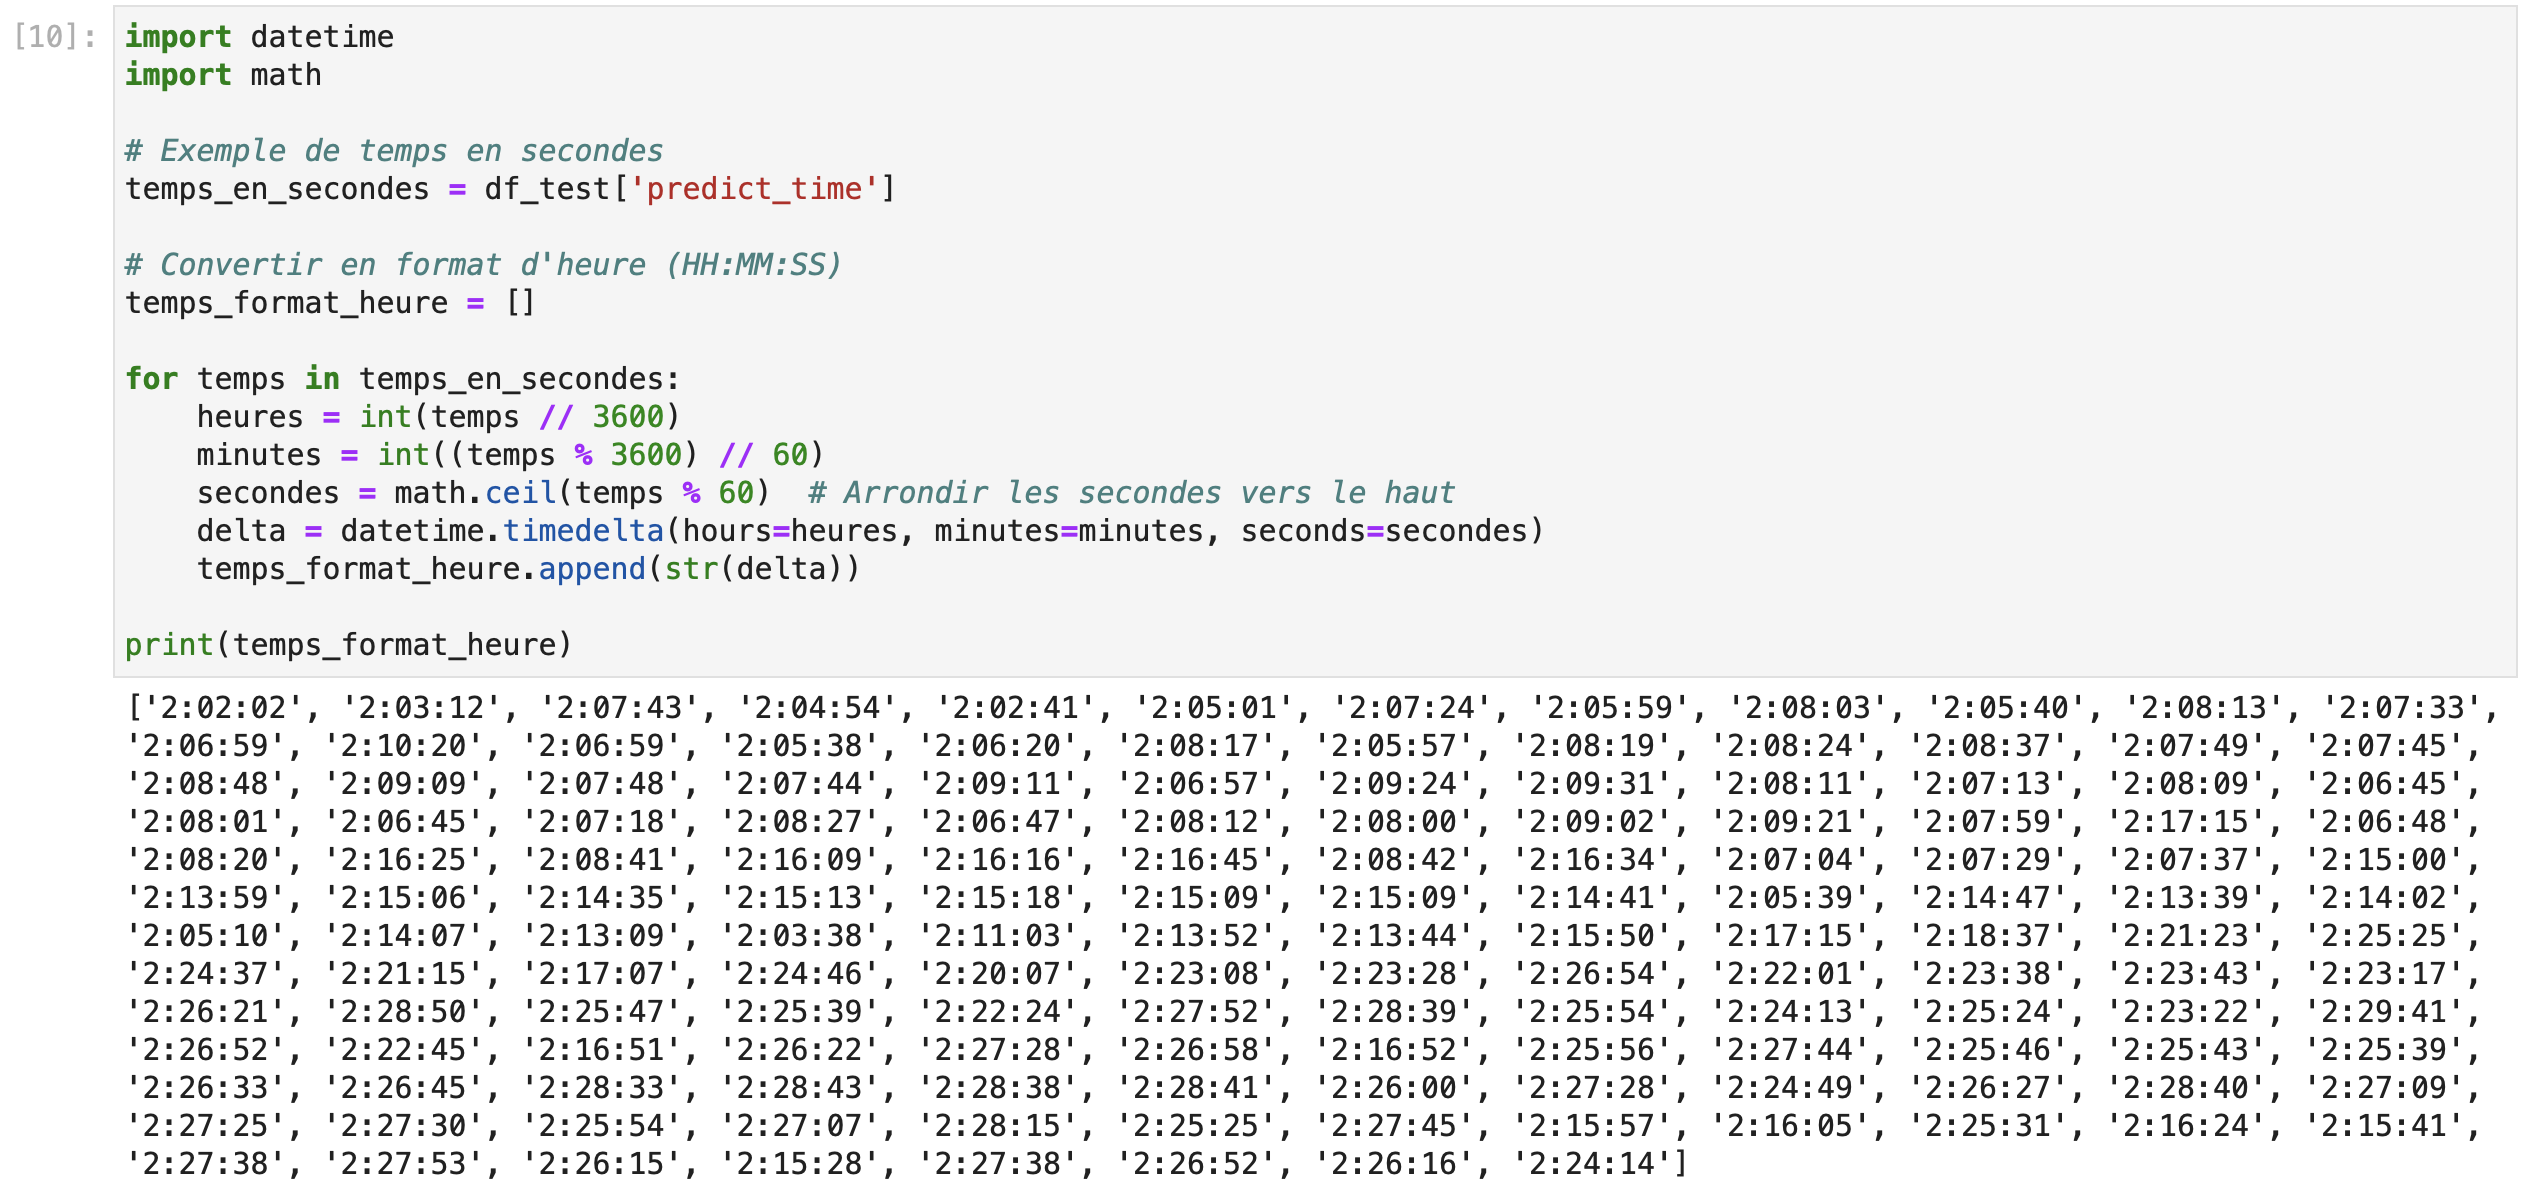 [10]: import datetime
import math
# Exemple de temps en secondes
temps_en_secondes = df_test['predict_time']
# Convertir en format d'heure (HH:MM:SS)
temps_format_heure = []
for temps in temps_en_secondes:
    heures = int(temps // 3600)
    minutes = int((temps % 3600) // 60)
    secondes = math.ceil(temps % 60)  # Arrondir les secondes vers le haut
    delta = datetime.timedelta(hours=heures, minutes=minutes, seconds=secondes)
    temps_format_heure.append(str(delta))
print(temps_format_heure)
['2:02:02', '2:03:12', '2:07:43', '2:04:54', '2:02:41', '2:05:01', '2:07:24', '2:05:59', '2:08:03', '2:05:40', '2:08:13', '2:07:33',
'2:06:59', '2:10:20', '2:06:59', '2:05:38', '2:06:20', '2:08:17', '2:05:57', '2:08:19', '2:08:24', '2:08:37', '2:07:49', '2:07:45',
'2:08:48', '2:09:09', '2:07:48', '2:07:44', '2:09:11', '2:06:57', '2:09:24', '2:09:31', '2:08:11', '2:07:13', '2:08:09', '2:06:45',
'2:08:01', '2:06:45', '2:07:18', '2:08:27', '2:06:47', '2:08:12', '2:08:00', '2:09:02', '2:09:21', '2:07:59', '2:17:15', '2:06:48',
'2:08:20', '2:16:25', '2:08:41', '2:16:09', '2:16:16', '2:16:45', '2:08:42', '2:16:34', '2:07:04', '2:07:29', '2:07:37', '2:15:00',
'2:13:59', '2:15:06', '2:14:35', '2:15:13', '2:15:18', '2:15:09', '2:15:09', '2:14:41', '2:05:39', '2:14:47', '2:13:39', '2:14:02',
'2:05:10', '2:14:07', '2:13:09', '2:03:38', '2:11:03', '2:13:52', '2:13:44', '2:15:50', '2:17:15', '2:18:37', '2:21:23', '2:25:25',
'2:24:37', '2:21:15', '2:17:07', '2:24:46', '2:20:07', '2:23:08', '2:23:28', '2:26:54', '2:22:01', '2:23:38', '2:23:43', '2:23:17',
'2:26:21', '2:28:50', '2:25:47', '2:25:39', '2:22:24', '2:27:52', '2:28:39', '2:25:54', '2:24:13', '2:25:24', '2:23:22', '2:29:41',
'2:26:52', '2:22:45', '2:16:51', '2:26:22', '2:27:28', '2:26:58', '2:16:52', '2:25:56', '2:27:44', '2:25:46', '2:25:43', '2:25:39',
'2:26:33', '2:26:45', '2:28:33', '2:28:43', '2:28:38', '2:28:41', '2:26:00', '2:27:28', '2:24:49', '2:26:27', '2:28:40', '2:27:09',
'2:27:25', '2:27:30', '2:25:54', '2:27:07', '2:28:15', '2:25:25', '2:27:45', '2:15:57', '2:16:05', '2:25:31', '2:16:24', '2:15:41',
'2:27:38', '2:27:53', '2:26:15', '2:15:28', '2:27:38', '2:26:52', '2:26:16', '2:24:14']